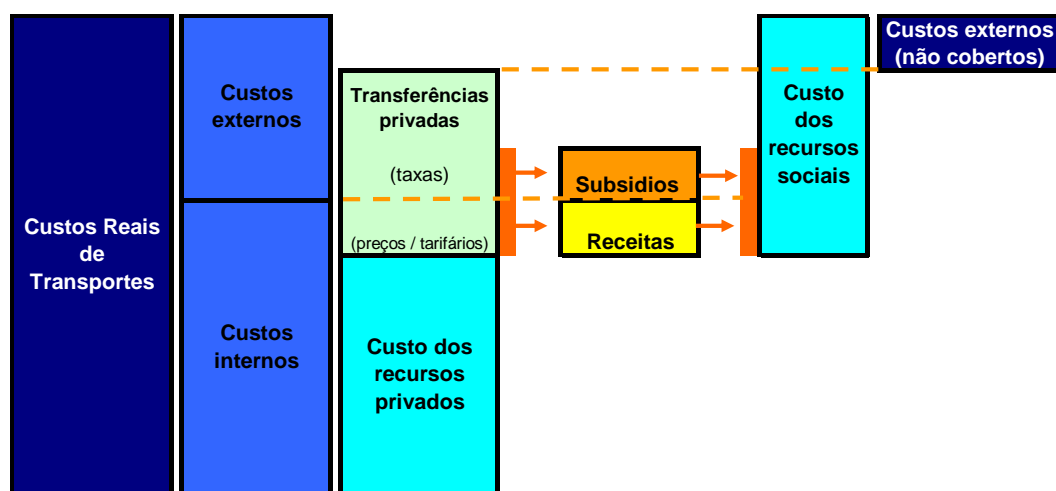 Custos Reais
de
Transportes
Custos
externos
Custos
internos
Transferências
privadas
(taxas)
(preços / tarifários)
Custo dos
recursos
privados
Subsidios
Receitas
Custo
dos
recursos
sociais
Custos externos
(não cobertos)